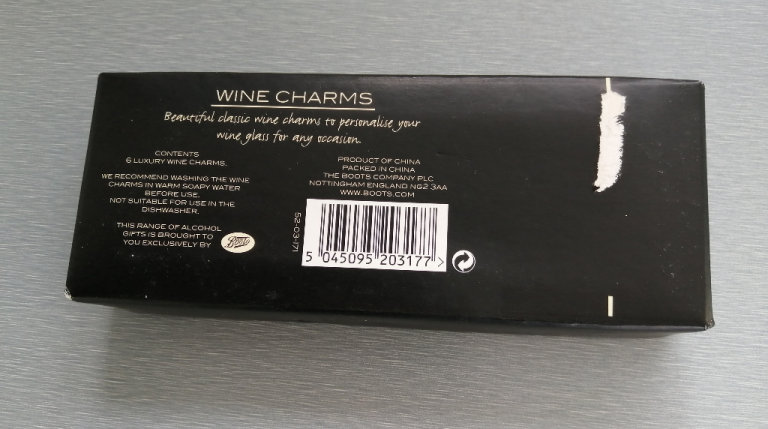 WINE CHARMS
Beautiful classic wine charms to personalise your
wine glass for any occasion.
CONTENTS
6 LUXURY WINE CHARMS.
WE RECOMMEND WASHING THE WINE
CHARMS IN WARM SOAPY WATER
BEFORE USE.
NOT SUITABLE FOR USE IN THE
DISHWASHER.
THIS RANGE OF ALCOHOL
GIFTS IS BROUGHT TO
YOU EXCLUSIVELY BY
Boots
PRODUCT OF CHINA
PACKED IN CHINA
THE BOOTS COMPANY PLC
NOTTINGHAM ENGLAND NG2 3AA
WWW.BOOTS.COM
52-03-171
5 045095 203177 >